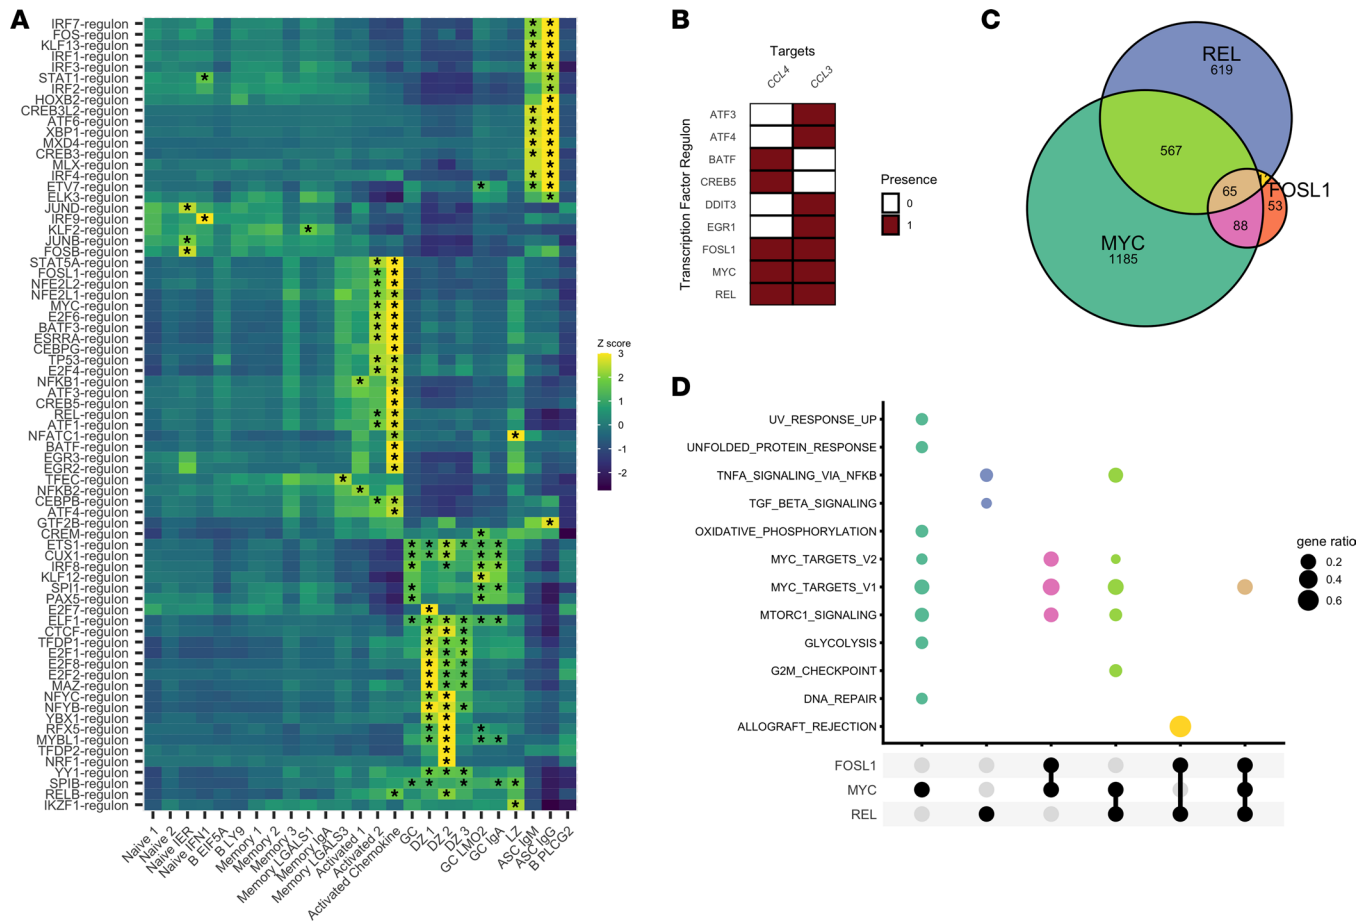 A
IRF7-regulon
FOS-regulon
KLF13-regulon
IRF1-regulon
IRF3-regulon
STAT1-regulon
IRF2-regulon
HOXB2-regulon
CREB3L2-regulon
ATF6-regulon
XBP1-regulon
MXD4-regulon
CREB3-regulon
MLX-regulon
IRF4-regulon
ETV7-regulon
ELK3-regulon
JUND-regulon
IRF9-regulon
KLF2-regulon
JUNB-regulon
FOSB-regulon
STAT5A-regulon
FOSL1-regulon
NFE2L2-regulon
NFE2L1-regulon
MYC-regulon
E2F6-regulon
BATF3-regulon
ESRRA-regulon
CEBPG-regulon
TP53-regulon
E2F4-regulon
NFKB1-regulon
ATF3-regulon
CREB5-regulon
REL-regulon
ATF1-regulon
NFATC1-regulon
BATF-regulon
EGR3-regulon
EGR2-regulon
TFEC-regulon
NFKB2-regulon
CEBPB-regulon
ATF4-regulon
GTF2B-regulon
CREM-regulon
ETS1-regulon
CUX1-regulon
IRF8-regulon
KLF12-regulon
SPI1-regulon
PAX5-regulon
E2F7-regulon
ELF1-regulon
CTCF-regulon
TFDP1-regulon
E2F1-regulon
E2F8-regulon
E2F2-regulon
MAZ-regulon
NFYC-regulon
NFYB-regulon
YBX1-regulon
RFX5-regulon
MYBL1-regulon
TFDP2-regulon
NRF1-regulon
YY1-regulon
SPIB-regulon
RELB-regulon
IKZF1-regulon
Naive 1
Naive 2
Naive IER
Naive IFN1
B EIF5A
B LY9
Memory 1
Memory 2
Memory 3
Memory LGALS1
Memory IgA
Memory LGALS3
Activated 1
Activated 2
Activated Chemokine
GC
DZ 1
DZ 2
DZ 3
GC LMO2
GC IgA
LZ
ASC IgM
ASC IgG
B PLCG2
Z score
3
2
1
0
-1
-2
B
Targets
CCL4
CCL3
Transcription Factor Regulon
ATF3
ATF4
BATF
CREB5
DDIT3
EGR1
FOSL1
MYC
REL
Presence
0
1
C
REL
619
567
65
FOSL1
53
88
MYC
1185
D
UV_RESPONSE_UP
UNFOLDED_PROTEIN_RESPONSE
TNFA_SIGNALING_VIA_NFKB
TGF_BETA_SIGNALING
OXIDATIVE_PHOSPHORYLATION
MYC_TARGETS_V2
MYC_TARGETS_V1
MTORC1_SIGNALING
GLYCOLYSIS
G2M_CHECKPOINT
DNA_REPAIR
ALLOGRAFT_REJECTION
FOSL1
MYC
REL
gene ratio
0.2
0.4
0.6